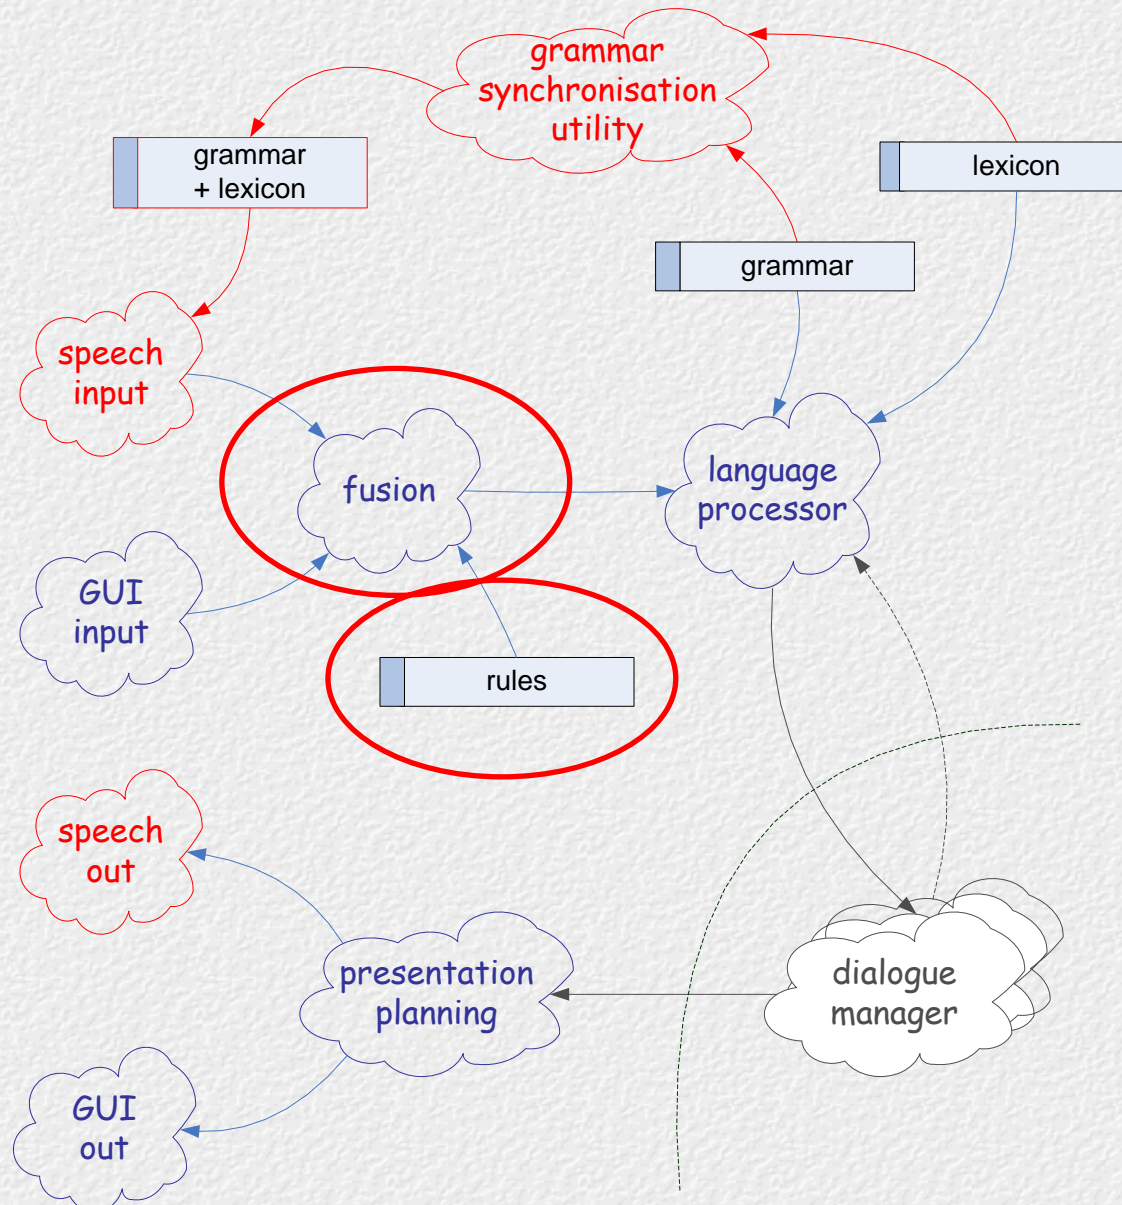 grammar
synchronisation
utility
grammar
+ lexicon
lexicon
grammar
speech
input
fusion
language
processor
GUI
input
rules
speech
out
presentation
planning
dialogue
manager
GUI
out